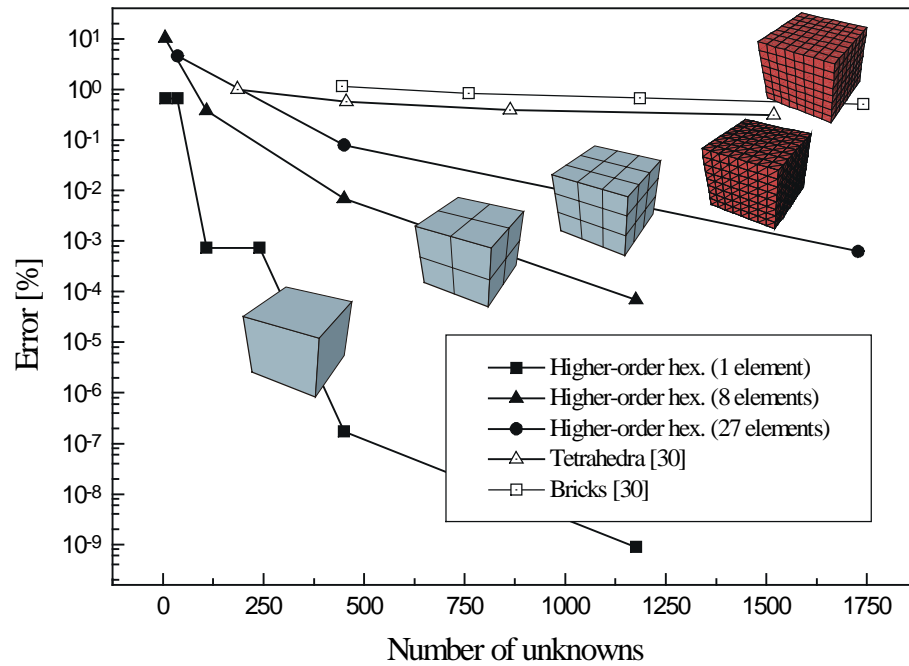 10¹
10⁰
10⁻¹
10⁻²
10⁻³
10⁻⁴
10⁻⁵
10⁻⁶
10⁻⁷
10⁻⁸
10⁻⁹
Error [%]
Higher-order hex. (1 element)
Higher-order hex. (8 elements)
Higher-order hex. (27 elements)
Tetrahedra [30]
Bricks [30]
0 250 500 750 1000 1250 1500 1750
Number of unknowns